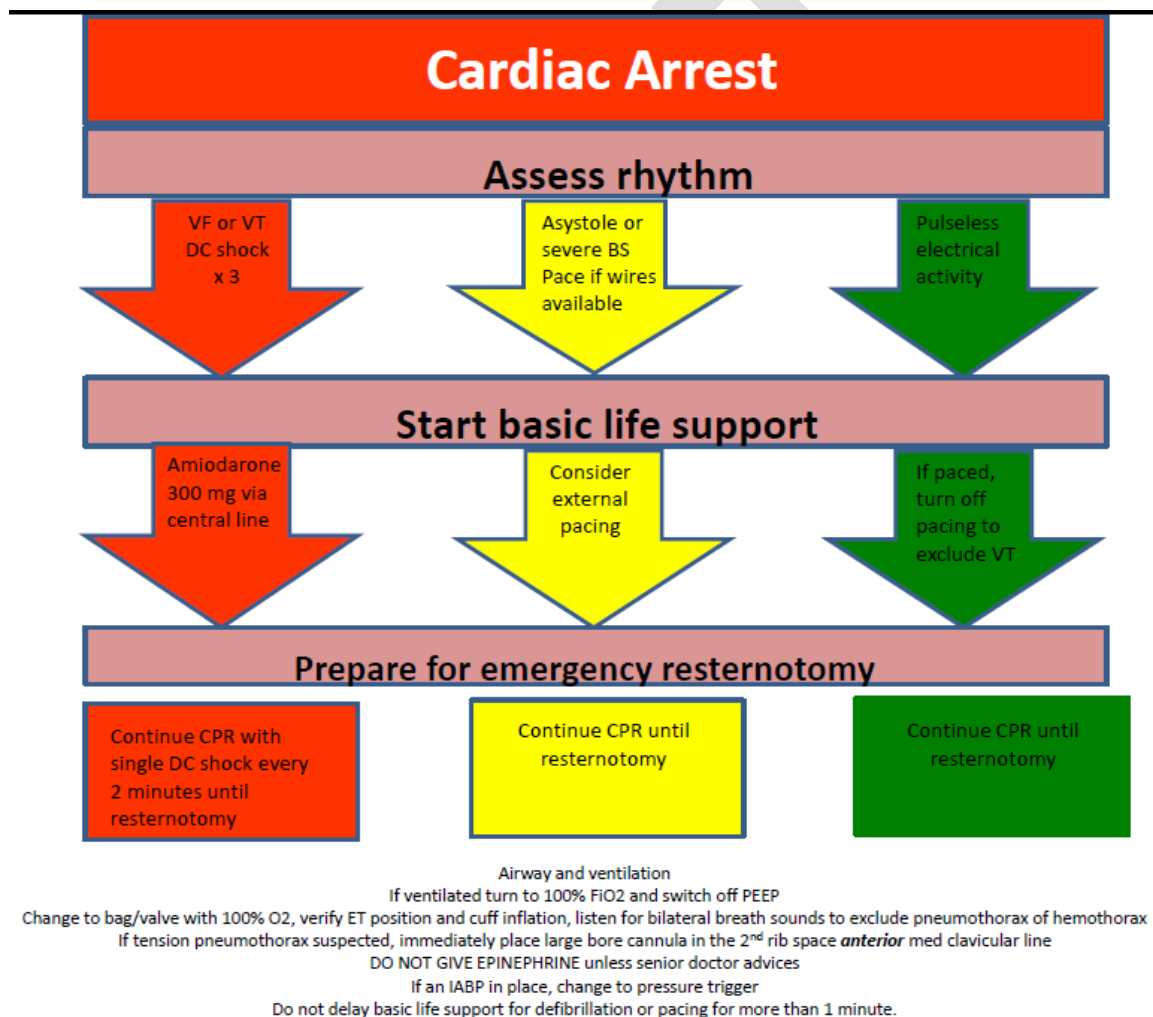 Cardiac Arrest
Assess rhythm
VF or VT
DC shock
x 3
Asystole or
severe BS
Pace if wires
available
Pulseless
electrical
activity
Start basic life support
Amiodarone
300 mg via
central line
Consider
external
pacing
If paced,
turn off
pacing to
exclude VT
Prepare for emergency resternotomy
Continue CPR with
single DC shock every
2 minutes until
resternotomy
Continue CPR until
resternotomy
Continue CPR until
resternotomy
Airway and ventilation
If ventilated turn to 100% FiO2 and switch off PEEP
Change to bag/valve with 100% O2, verify ET position and cuff inflation, listen for bilateral breath sounds to exclude pneumothorax of hemothorax
If tension pneumothorax suspected, immediately place large bore cannula in the 2nd rib space anterior med clavicular line
DO NOT GIVE EPINEPHRINE unless senior doctor advices
If an IABP in place, change to pressure trigger
Do not delay basic life support for defibrillation or pacing for more than 1 minute.